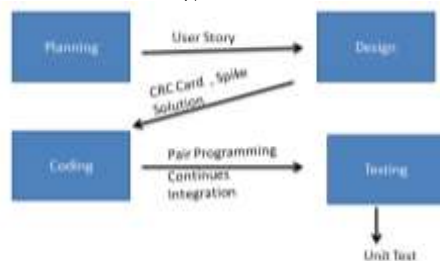 Planning
User Story
Design
CRC Card , Spike
Solution
Coding
Pair Programming
Continues
Integration
Testing
Unit Test